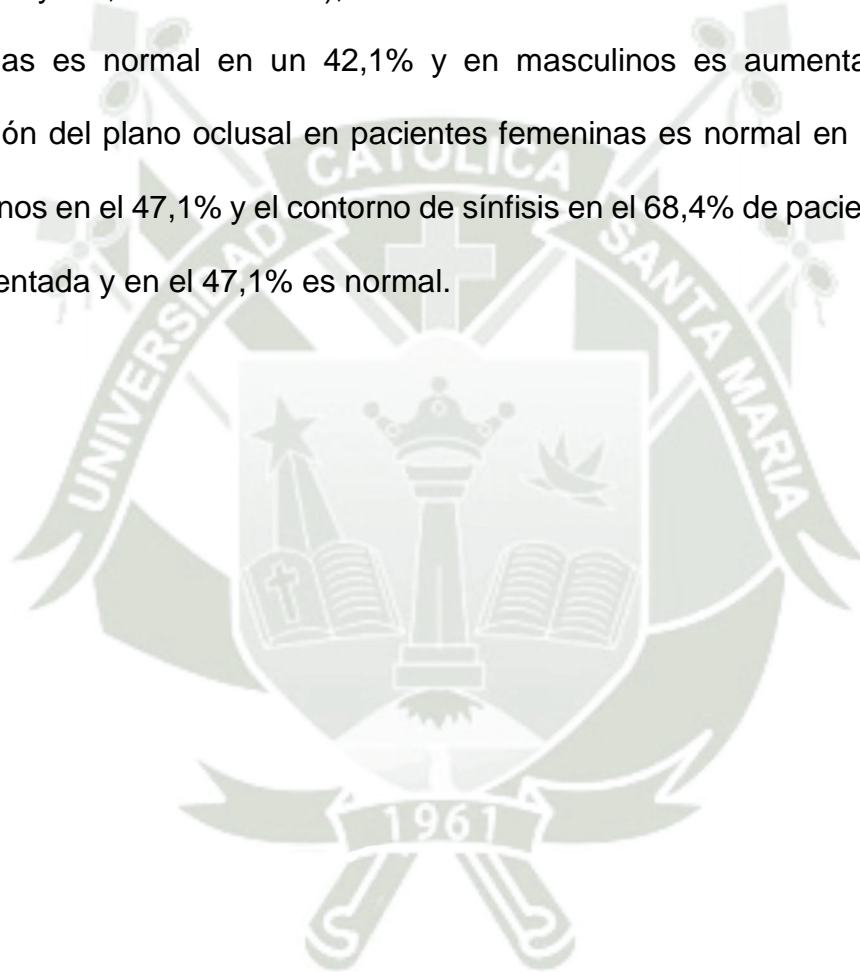 as es normal en un 42,1% y en masculinos es aumenta
ón del plano oclusal en pacientes femeninas es normal en
nos en el 47,1% y el contorno de sínfisis en el 68,4% de pacie
entada y en el 47,1% es normal.
UNIVERSIDAD CATOLICA SANTA MARIA
1961